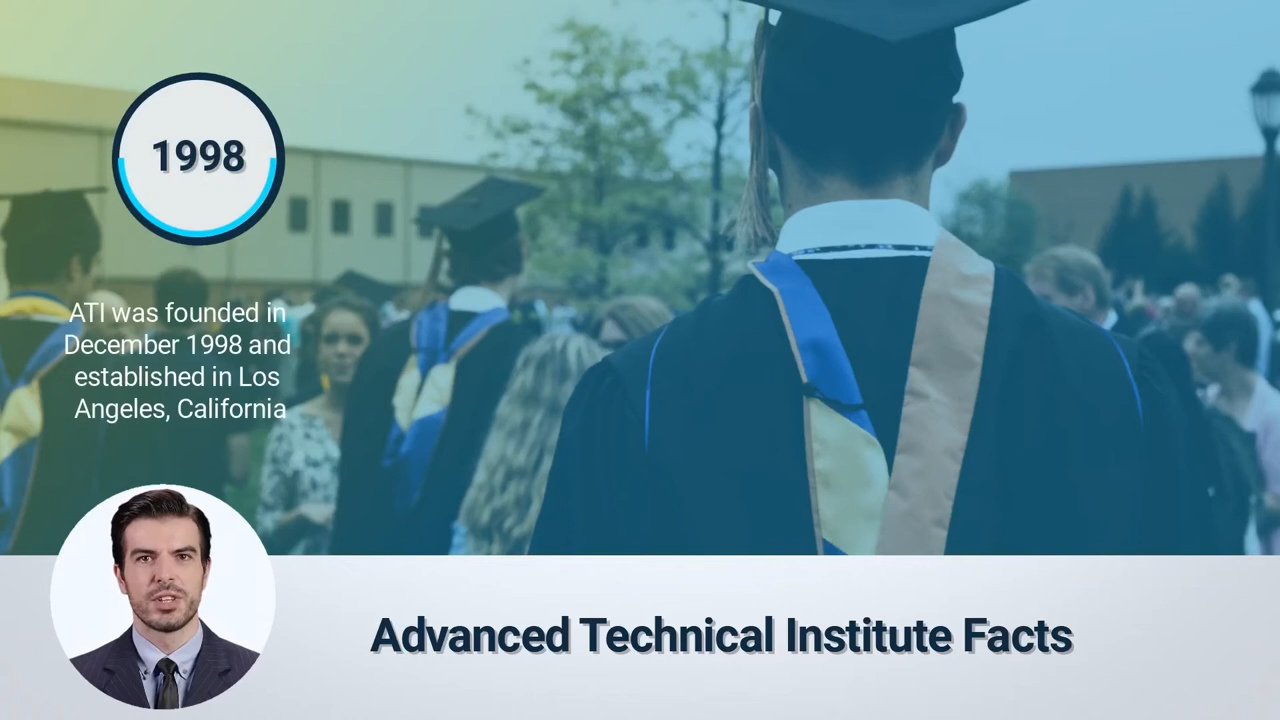 1998
ATI was founded in
December 1998 and
established in Los
Angeles, California
Advanced Technical Institute Facts